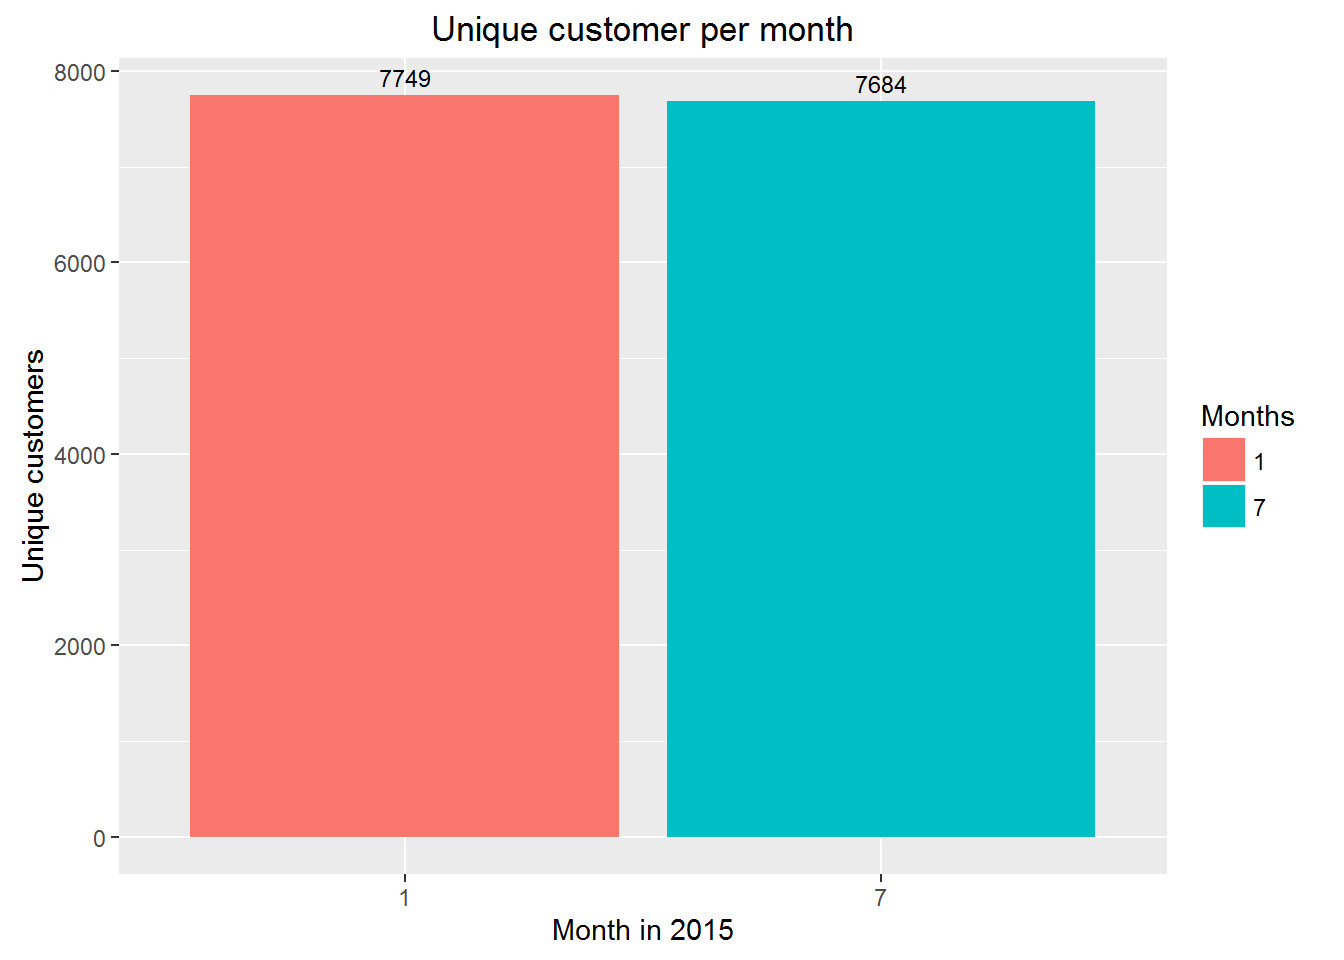 Unique customer per month
8000
6000
4000
2000
0
Unique customers
7749
7684
1
7
Month in 2015
Months
1
7